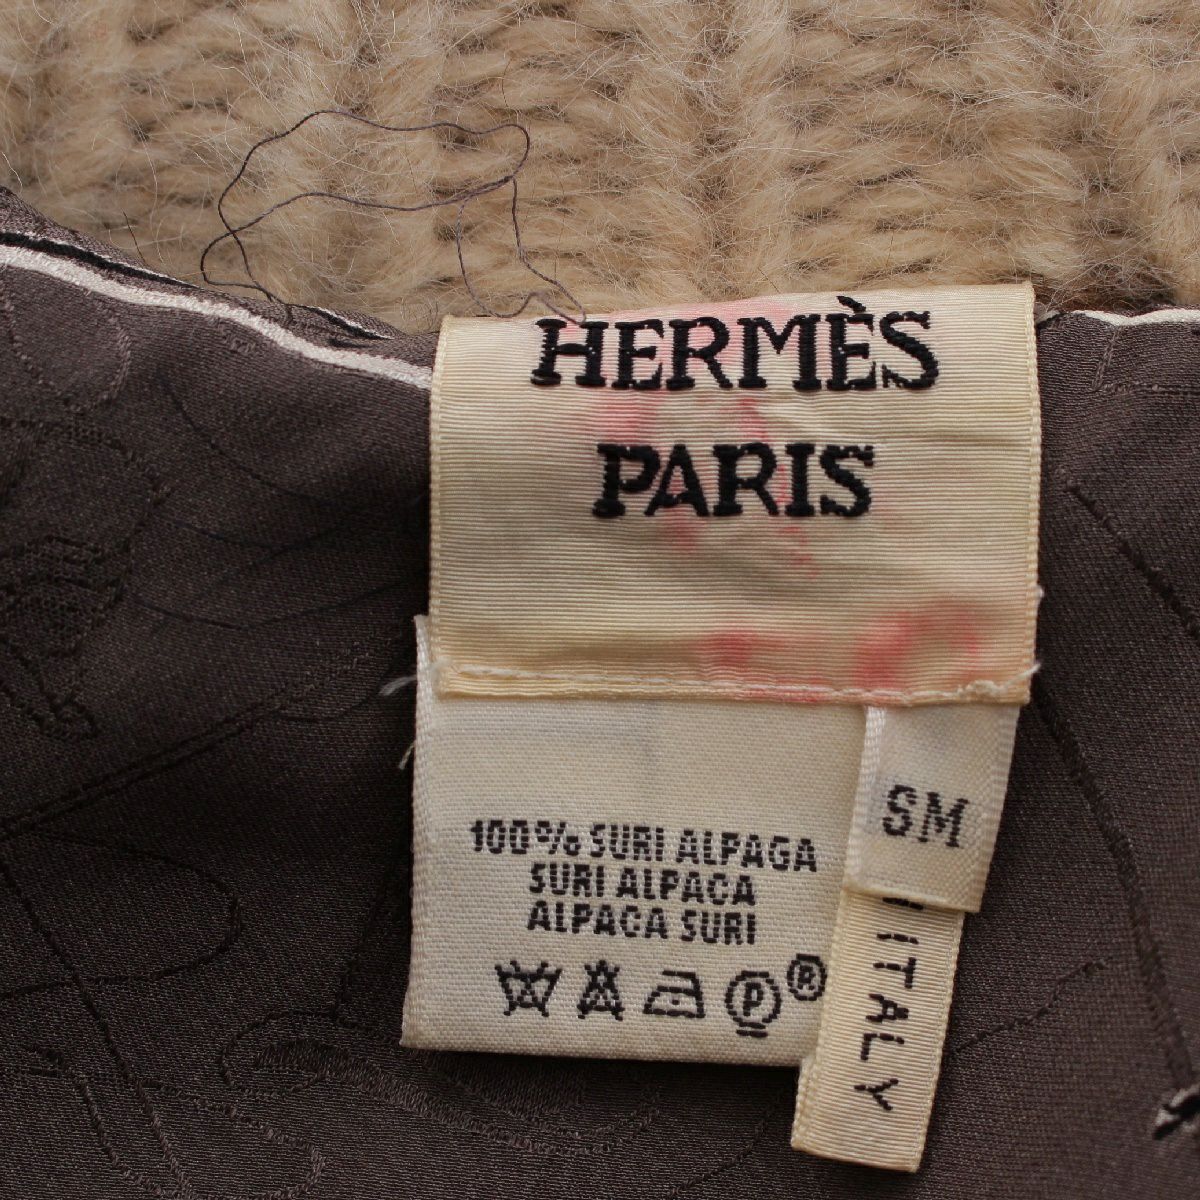 HERMÈS
PARIS
SM
100% SURI ALPAGA
SURI ALPACA
ALPACA SURI
P ®
ITALY